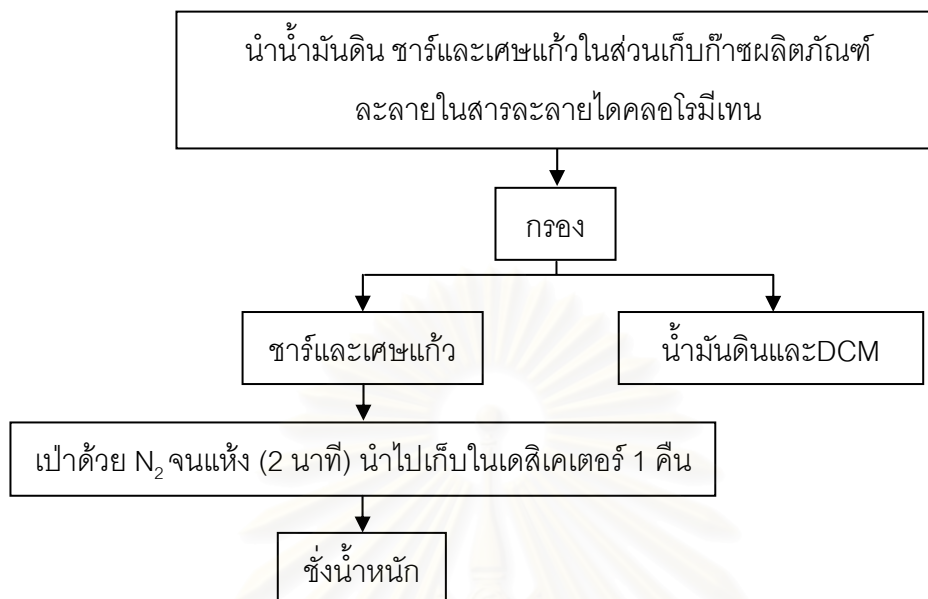 นำน้ำมันดิน ชาร์และเศษแก้วในส่วนเก็บก๊าซผลิตภัณฑ์
ละลายในสารละลายไดคลอโรมีเทน
กรอง
ชาร์และเศษแก้ว
น้ำมันดินและDCM
เป่าด้วย N₂ จนแห้ง (2 นาที) นำไปเก็บในเดสิเคเตอร์ 1 คืน
ชั่งน้ำหนัก